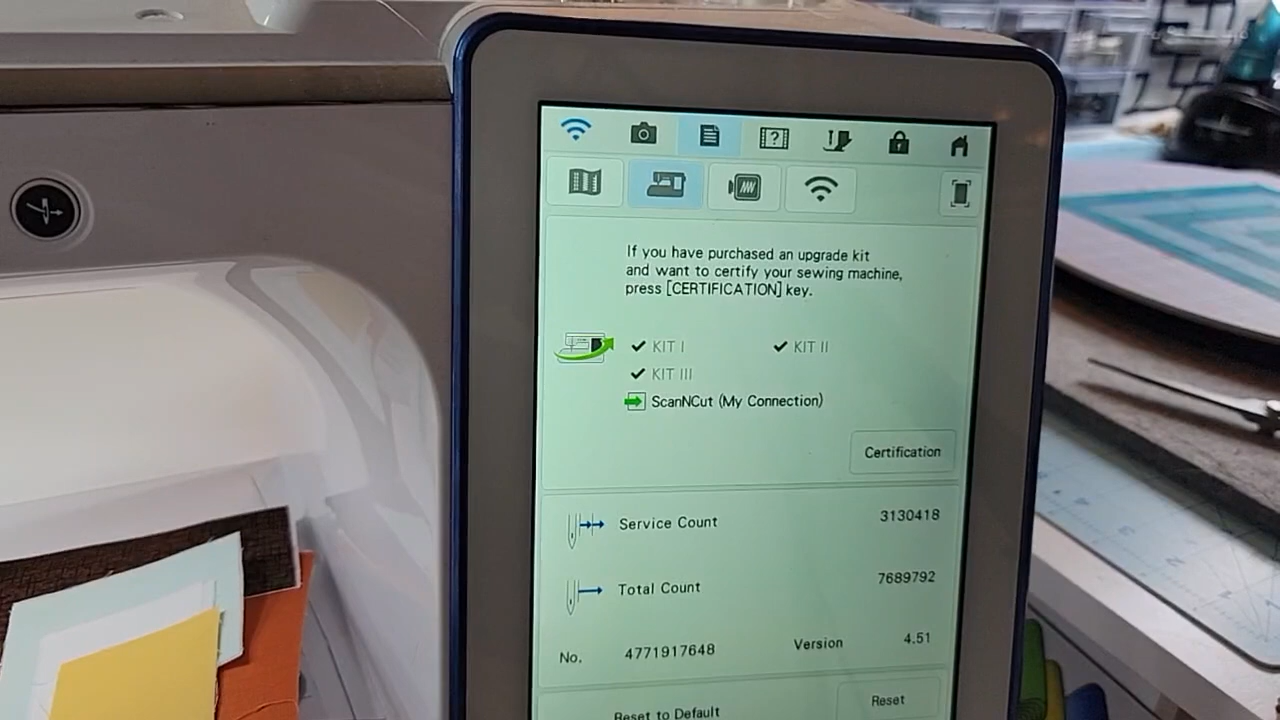 If you have purchased an upgrade kit
and want to certify your sewing machine,
press [CERTIFICATION] key.
KIT I KIT II
KIT III
ScanNCut (My Connection)
Certification
Service Count 3130418
Total Count 7689792
No. 4771917648 Version 4.51
Reset to Default Reset